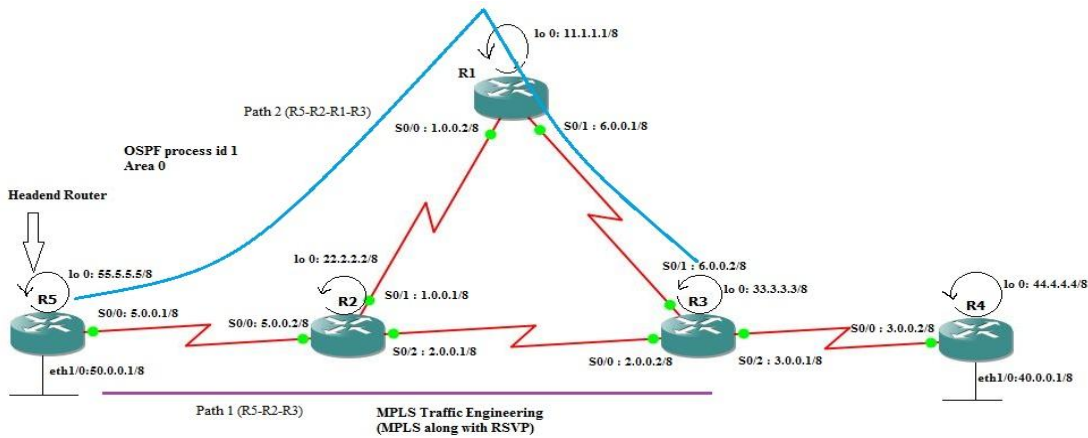 lo 0: 11.1.1.1/8
R1
Path 2 (R5-R2-R1-R3)
S0/0 : 1.0.0.2/8
S0/1 : 6.0.0.1/8
OSPF process id 1
Area 0
Headend Router
lo 0: 55.5.5.5/8
R5
S0/0: 5.0.0.1/8
eth1/0:50.0.0.1/8
lo 0: 22.2.2.2/8
R2
S0/1 : 1.0.0.1/8
S0/0: 5.0.0.2/8
S0/2 : 2.0.0.1/8
S0/1 : 6.0.0.2/8
lo 0: 33.3.3.3/8
R3
S0/0: 2.0.0.2/8
S0/2 : 3.0.0.1/8
lo 0: 44.4.4.4/8
R4
S0/0 : 3.0.0.2/8
eth1/0:40.0.0.1/8
Path 1 (R5-R2-R3)
MPLS Traffic Engineering
(MPLS along with RSVP)